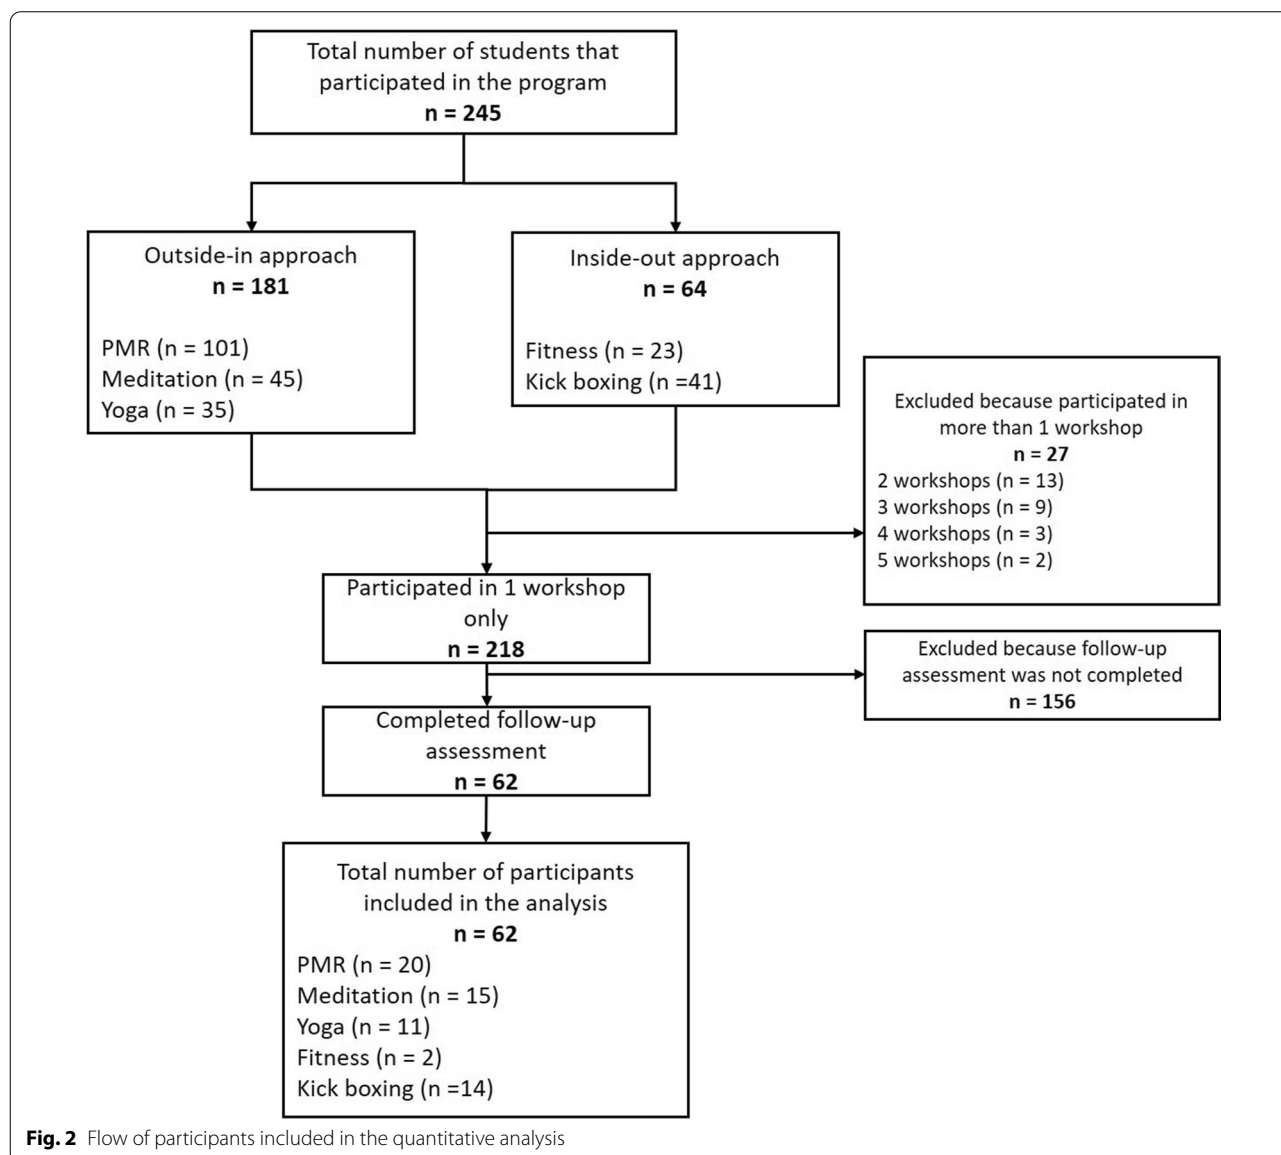 Total number of students that
participated in the program
n = 245
Outside-in approach
n = 181
PMR (n = 101)
Meditation (n = 45)
Yoga (n = 35)
Inside-out approach
n = 64
Fitness (n = 23)
Kick boxing (n =41)
Excluded because participated in
more than 1 workshop
n = 27
2 workshops (n = 13)
3 workshops (n = 9)
4 workshops (n = 3)
5 workshops (n = 2)
Participated in 1 workshop
only
n = 218
Excluded because follow-up
assessment was not completed
n = 156
Completed follow-up
assessment
n = 62
Total number of participants
included in the analysis
n = 62
PMR (n = 20)
Meditation (n = 15)
Yoga (n = 11)
Fitness (n = 2)
Kick boxing (n =14)
Fig. 2 Flow of participants included in the quantitative analysis